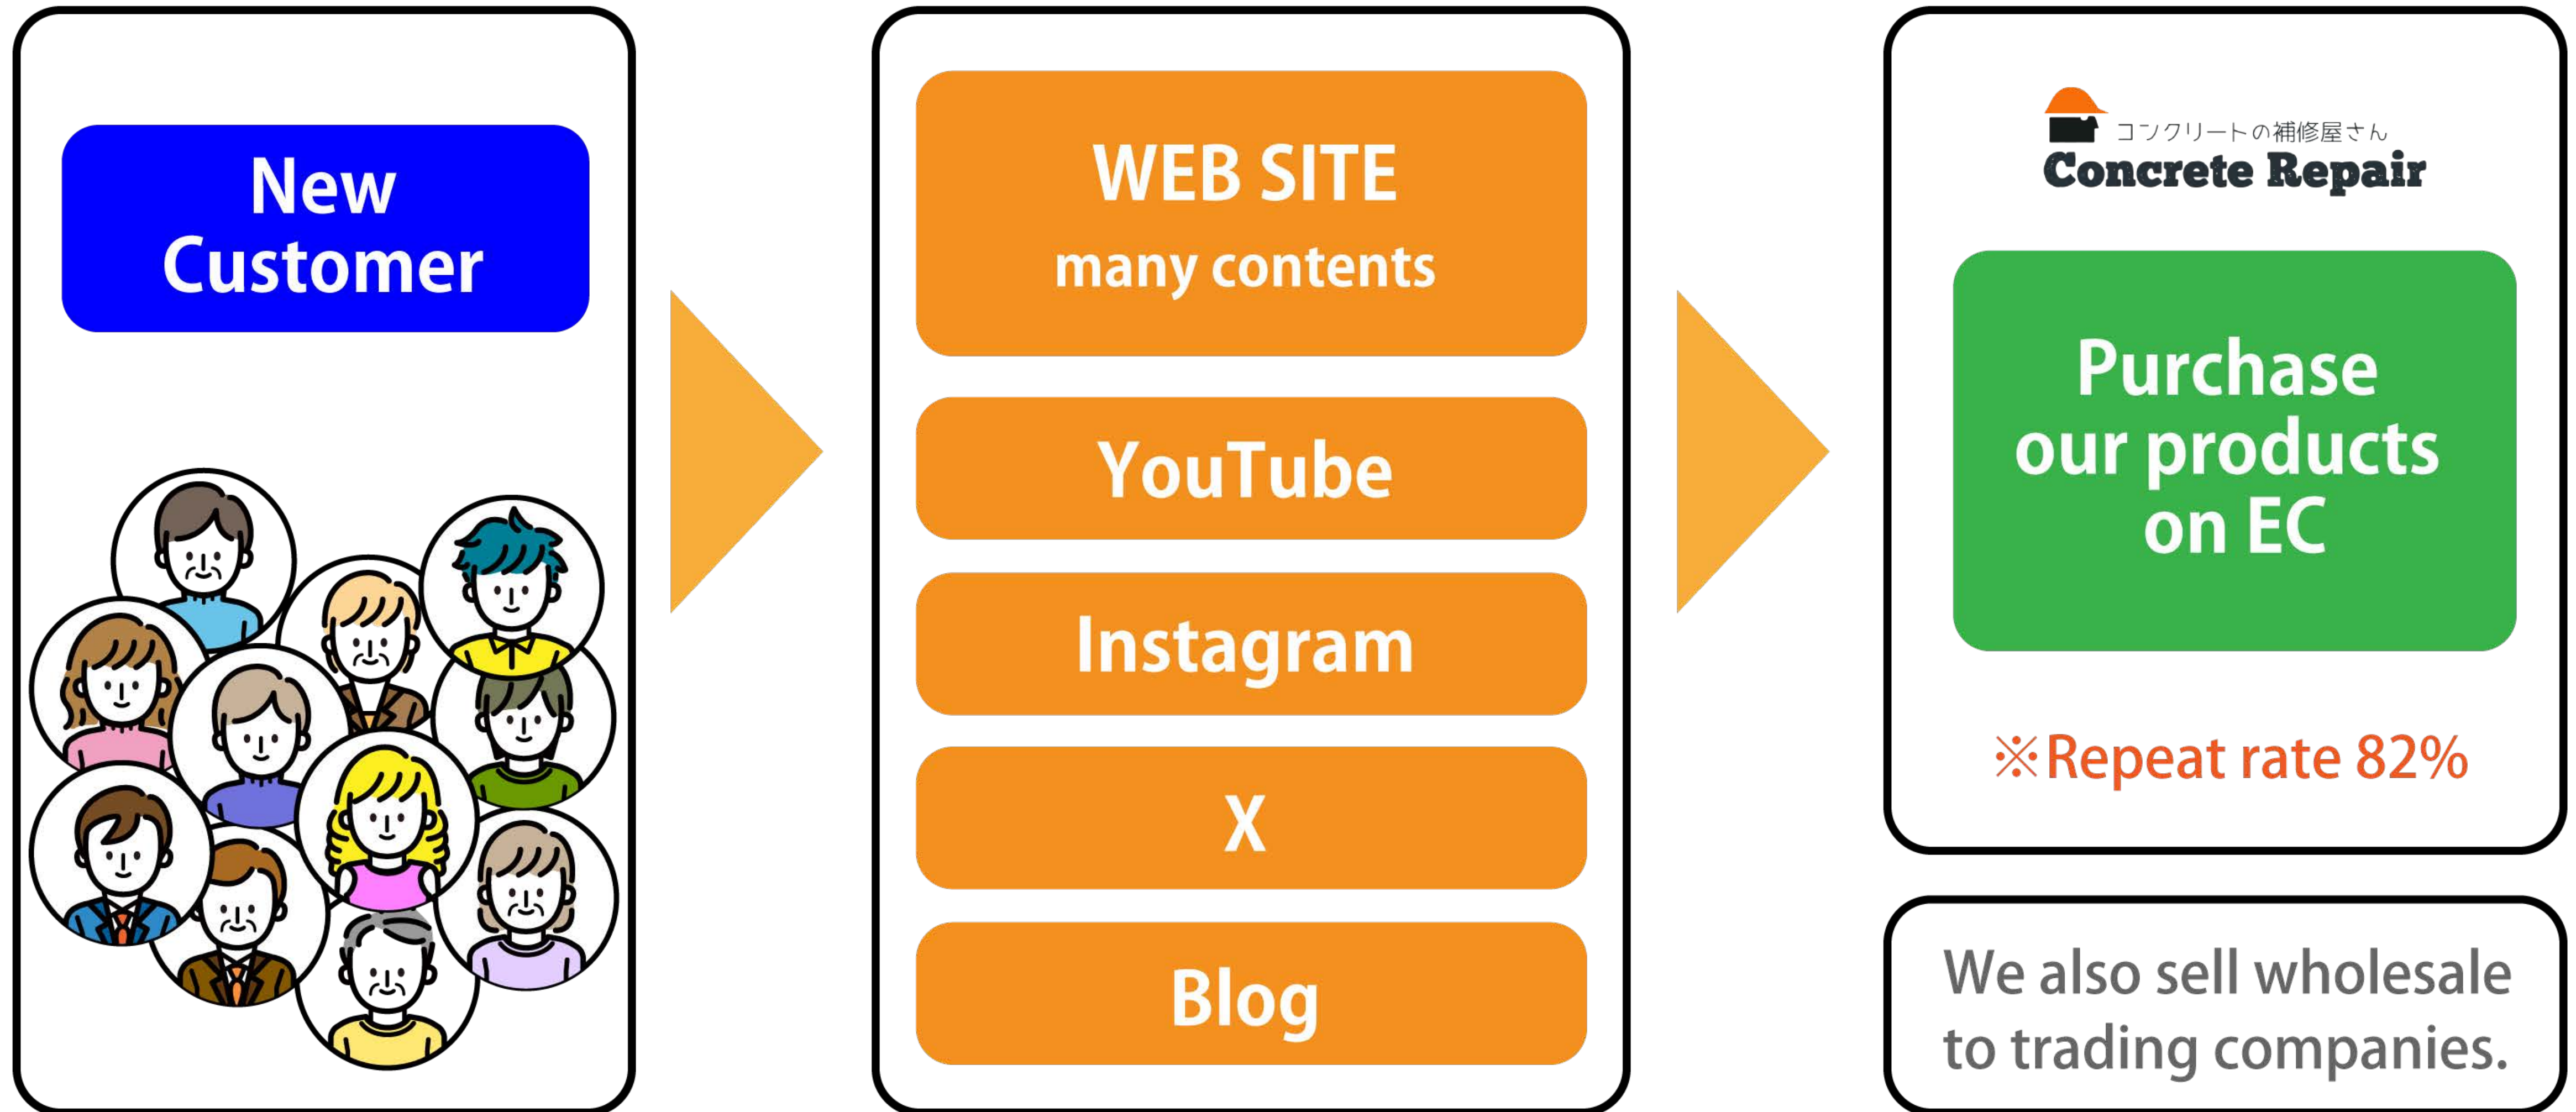 New
Customer
WEB SITE
many contents
YouTube
Instagram
X
Blog
コンクリートの補修屋さん
Concrete Repair
Purchase
our products
on EC
※Repeat rate 82%
We also sell wholesale
to trading companies.